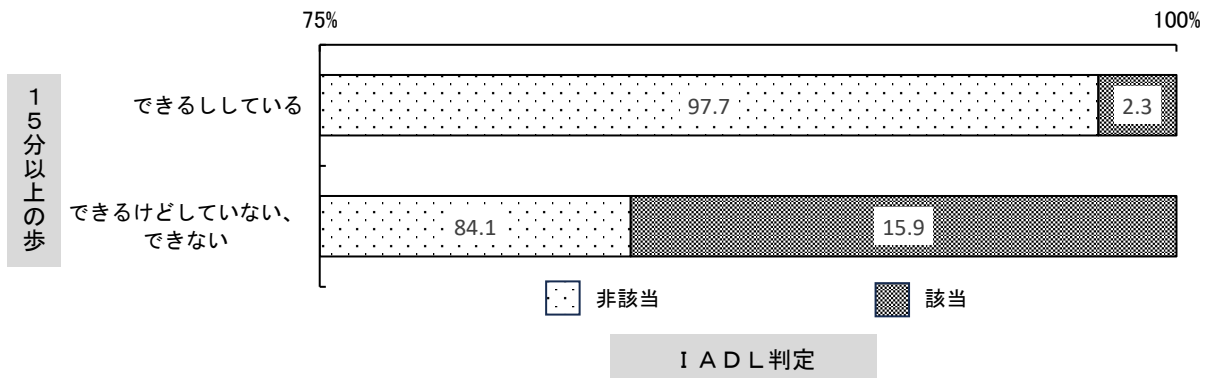 75%
100%
15分以上の歩
できるししている
97.7
2.3
できるけどしていない、
できない
84.1
15.9
非該当
該当
ＩＡＤＬ判定